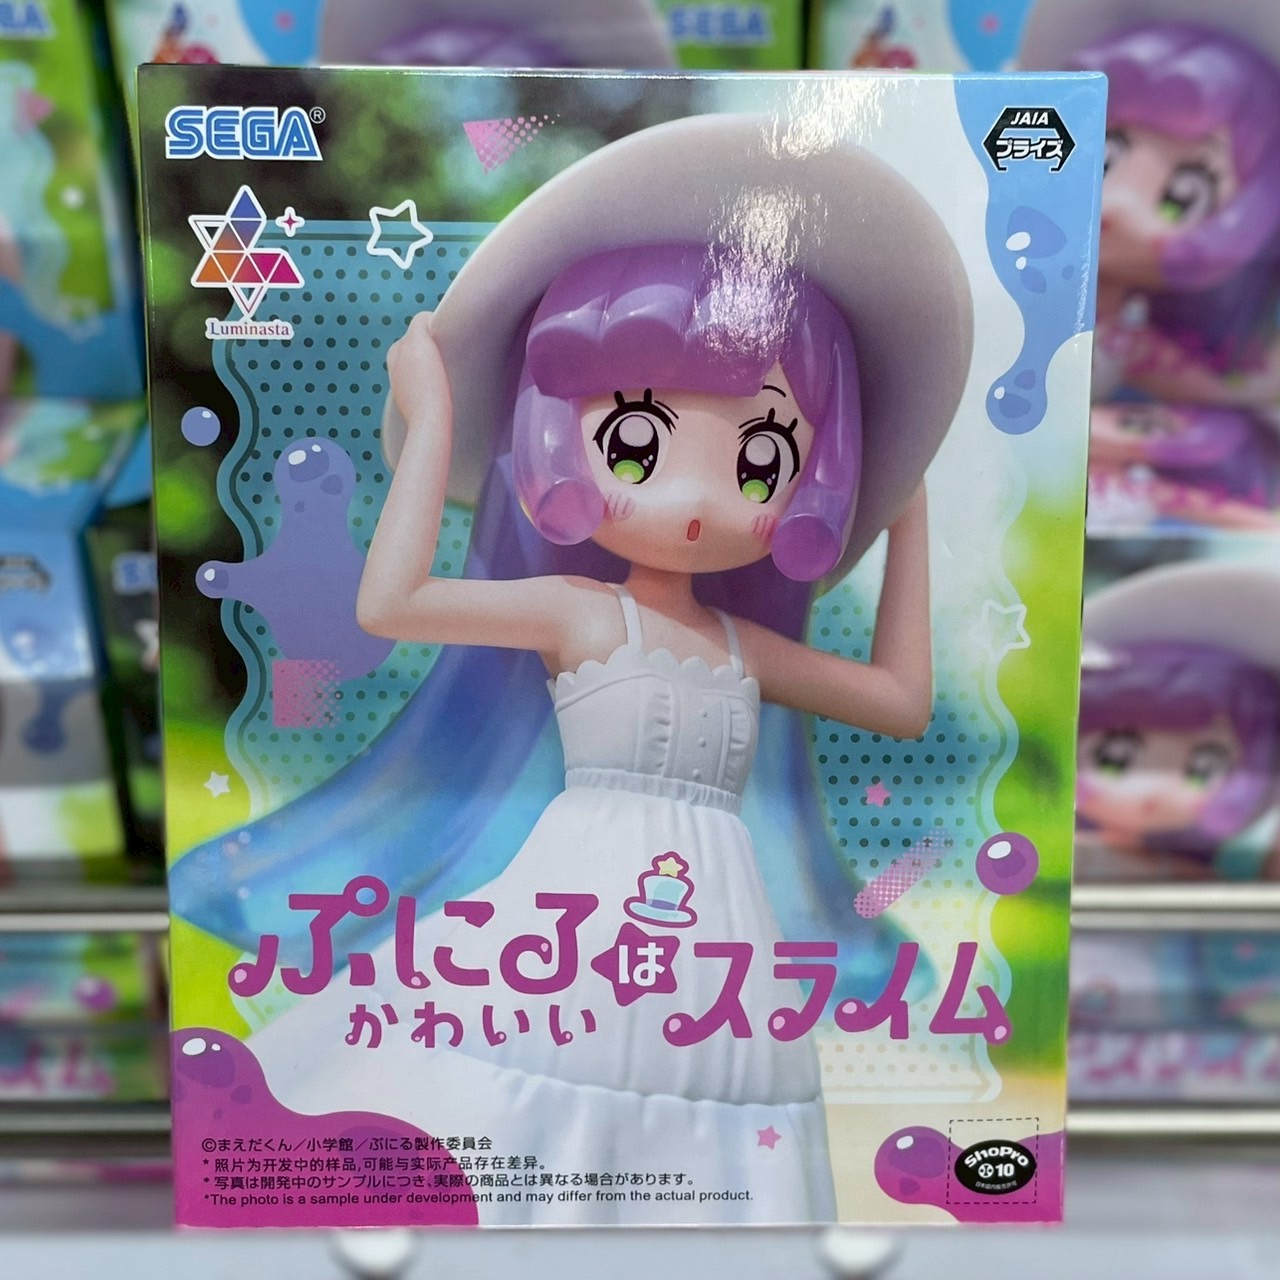 SEGA®
JAIA
プライズ
Luminasta
ぷにるはスライム
かわいい
©まえだくん／小学館／ぷにる製作委員会
* 照片为开发中的样品,可能与实际产品存在差异。
* 写真は開発中のサンプルにつき、実際の商品とは異なる場合があります。
*The photo is a sample under development and may differ from the actual product.
ShoPro
10
SEGA
SEGA